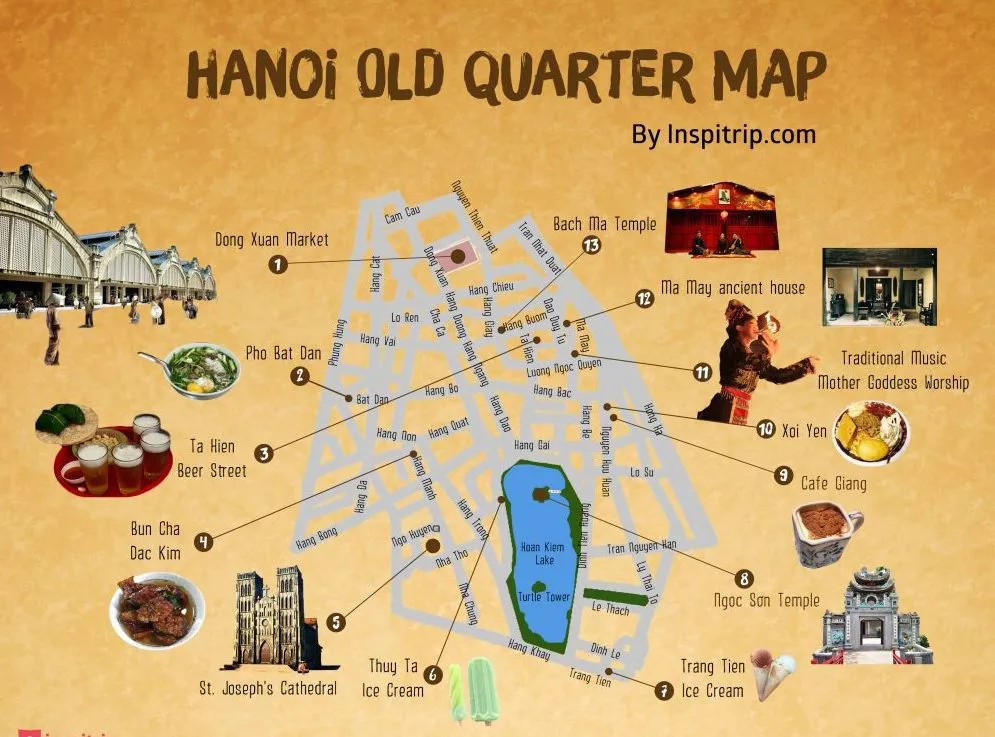 HANOi OLD QUARTER MAP
By Inspitrip.com
Dong Xuan Market
1
Pho Bat Dan
2
Ta Hien
Beer Street
3
Bun Cha
Dac Kim
4
St. Joseph's Cathedral
5
Thuy Ta
Ice Cream
6
Trang Tien
Ice Cream
7
Ngoc Sơn Temple
8
Cafe Giang
9
Xoi Yen
10
Traditional Music
Mother Goddess Worship
11
Ma May ancient house
12
Bach Ma Temple
13
Cam Cau
Nguyen Thien Thuat
Tran Nhat Duat
Hang Cat
Dong Xuan
Hang Chieu
Phung Hung
Lo Ren
Cha Ca
Hang Duong
Hang Giay
Hang Buom
Dao Duy Tu
Ma May
Hang Vai
Hang Ngang
Ta Hien
Luong Ngoc Quyen
Bat Dan
Hang Bo
Hang Bac
Hang Dao
Hang Be
Nguyen Huu Huan
Hong Ha
Hang Non
Hang Quat
Hang Gai
Lo Su
Hang Da
Hang Manh
Hang Trong
Hang Bong
Ngo Huyen
Nha Tho
Nha Chung
Hoan Kiem
Lake
Turtle Tower
Dinh Tien Hoang
Tran Nguyen Han
Ly Thai To
Le Thach
Hang Khay
Dinh Le
Trang Tien